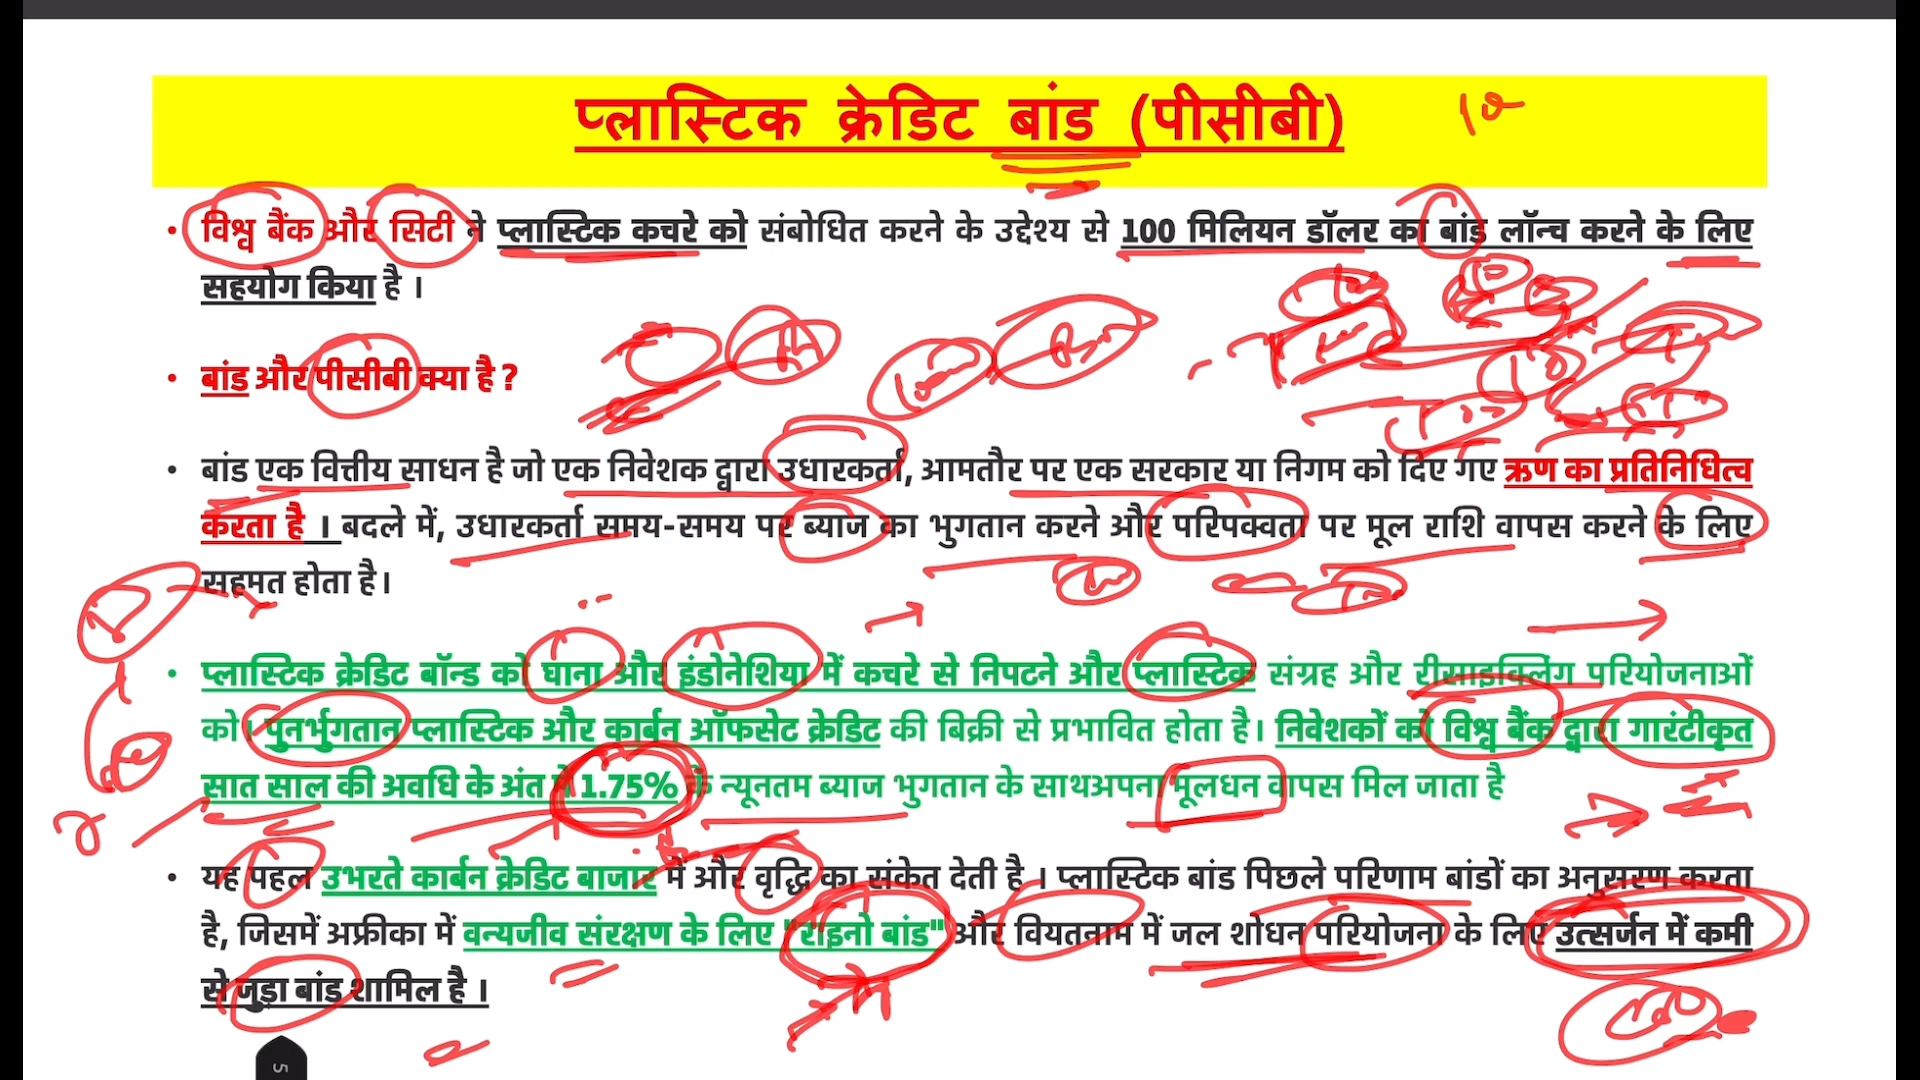 प्लास्टिक क्रेडिट बांड (पीसीबी)
• विश्व बैंक और सिटी ने प्लास्टिक कचरे को संबोधित करने के उद्देश्य से 100 मिलियन डॉलर का बांड लॉन्च करने के लिए
सहयोग किया है ।
• बांड और पीसीबी क्या है ?
• बांड एक वित्तीय साधन है जो एक निवेशक द्वारा उधारकर्ता, आमतौर पर एक सरकार या निगम को दिए गए ऋण का प्रतिनिधित्व
करता है । बदले में, उधारकर्ता समय-समय पर ब्याज का भुगतान करने और परिपक्वता पर मूल राशि वापस करने के लिए
सहमत होता है।
• प्लास्टिक क्रेडिट बॉन्ड को घाना और इंडोनेशिया में कचरे से निपटने और प्लास्टिक संग्रह और रीसाइक्लिंग परियोजनाओं
को। पुनर्भुगतान प्लास्टिक और कार्बन ऑफसेट क्रेडिट की बिक्री से प्रभावित होता है। निवेशकों को विश्व बैंक द्वारा गारंटीकृत
सात साल की अवधि के अंत में 1.75% के न्यूनतम ब्याज भुगतान के साथअपना मूलधन वापस मिल जाता है
• यह पहल उभरते कार्बन क्रेडिट बाजार में और वृद्धि का संकेत देती है । प्लास्टिक बांड पिछले परिणाम बांडों का अनुसरण करता
है, जिसमें अफ्रीका में वन्यजीव संरक्षण के लिए "राइनो बांड" और वियतनाम में जल शोधन परियोजना के लिए उत्सर्जन में कमी
से जुड़ा बांड शामिल है ।
5